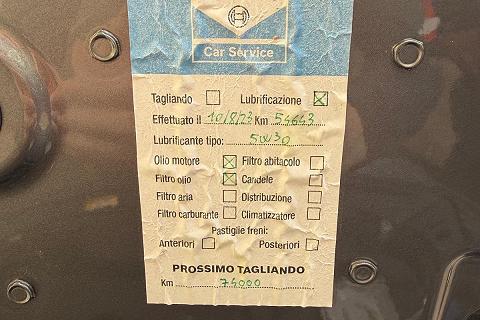 Car Service
Tagliando Lubrificazione
Effettuato il 10/8/23 Km 54643
Lubrificante tipo: 5W30
Olio motore Filtro abitacolo
Filtro olio Candele
Filtro aria Distribuzione
Filtro carburante Climatizzatore
Pastiglie freni:
Anteriori Posteriori
PROSSIMO TAGLIANDO
Km 74000